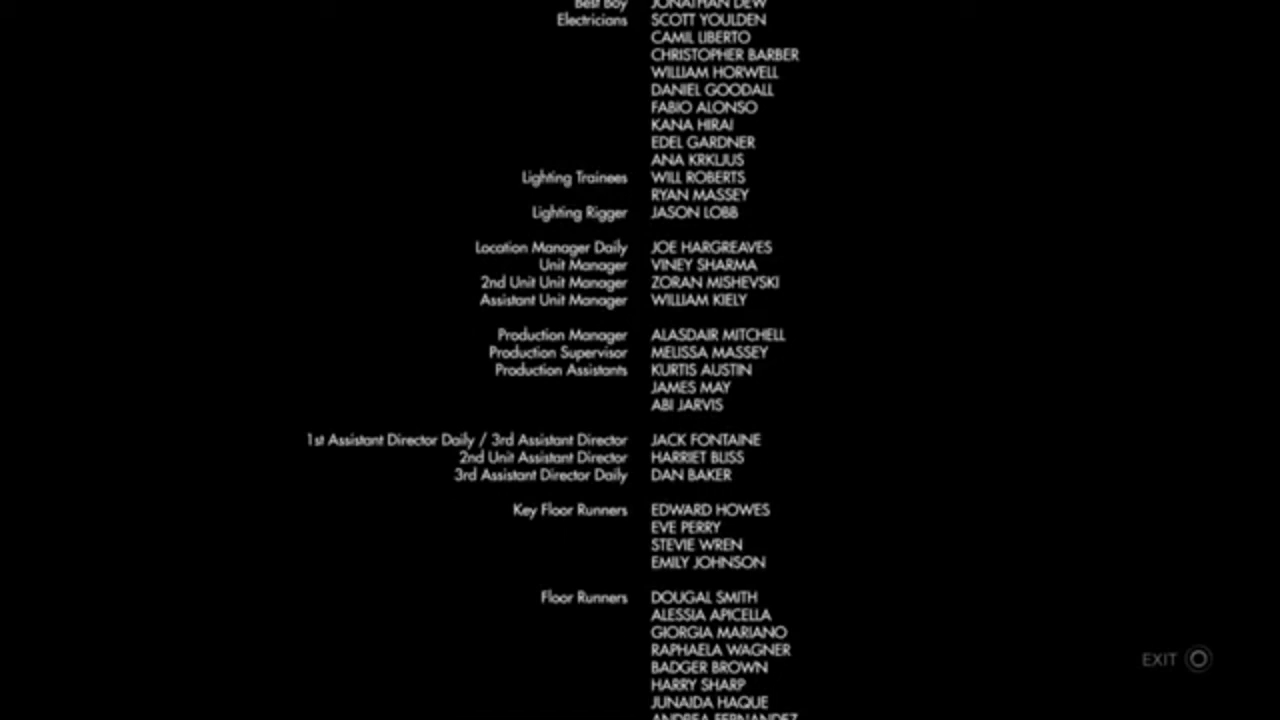 Best Boy JONATHAN DEW
Electricians SCOTT YOULDEN
CAMIL LIBERTO
CHRISTOPHER BARBER
WILLIAM HORWELL
DANIEL GOODALL
FABIO ALONSO
KANA HIRAI
EDEL GARDNER
ANA KRKLJUS
Lighting Trainees WILL ROBERTS
RYAN MASSEY
Lighting Rigger JASON LOBB
Location Manager Daily JOE HARGREAVES
Unit Manager VINEY SHARMA
2nd Unit Unit Manager ZORAN MISHEVSKI
Assistant Unit Manager WILLIAM KIELY
Production Manager ALASDAIR MITCHELL
Production Supervisor MELISSA MASSEY
Production Assistants KURTIS AUSTIN
JAMES MAY
ABI JARVIS
1st Assistant Director Daily / 3rd Assistant Director JACK FONTAINE
2nd Unit Assistant Director HARRIET BLISS
3rd Assistant Director Daily DAN BAKER
Key Floor Runners EDWARD HOWES
EVE PERRY
STEVIE WREN
EMILY JOHNSON
Floor Runners DOUGAL SMITH
ALESSIA APICELLA
GIORGIA MARIANO
RAPHAELA WAGNER
BADGER BROWN
EXIT
HARRY SHARP
JUNAIDA HAQUE
ANDREA FERNANDEZ